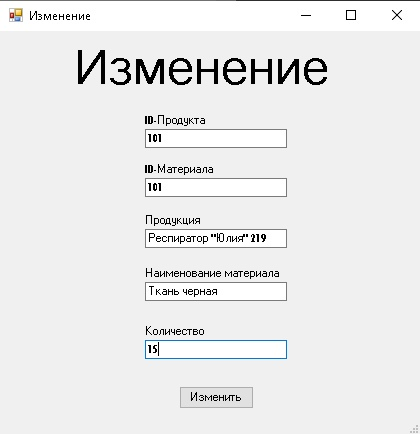 Изменение
Изменение
ID-Продукта
101
ID-Материала
101
Продукция
Респиратор "Юлия" 219
Наименование материала
Ткань черная
Количество
15
Изменить